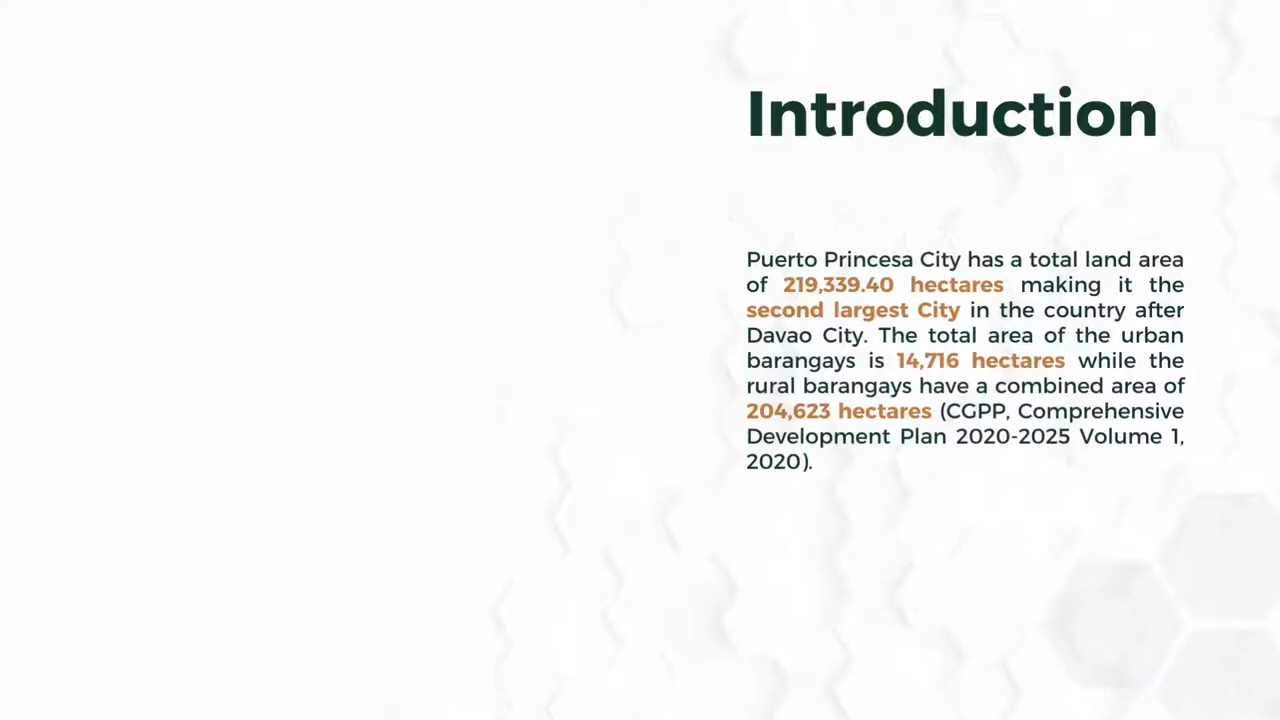 Introduction
Puerto Princesa City has a total land area
of 219,339.40 hectares making it the
second largest City in the country after
Davao City. The total area of the urban
barangays is 14,716 hectares while the
rural barangays have a combined area of
204,623 hectares (CGPP, Comprehensive
Development Plan 2020-2025 Volume 1,
2020).